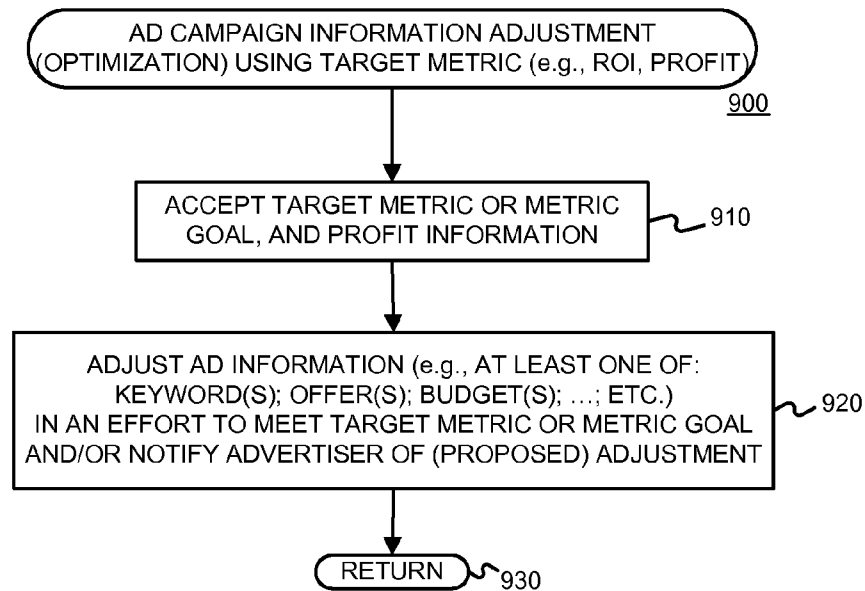 AD CAMPAIGN INFORMATION ADJUSTMENT
(OPTIMIZATION) USING TARGET METRIC (e.g., ROI, PROFIT)
900
ACCEPT TARGET METRIC OR METRIC
GOAL, AND PROFIT INFORMATION
910
ADJUST AD INFORMATION (e.g., AT LEAST ONE OF:
KEYWORD(S); OFFER(S); BUDGET(S); ...; ETC.)
IN AN EFFORT TO MEET TARGET METRIC OR METRIC GOAL
AND/OR NOTIFY ADVERTISER OF (PROPOSED) ADJUSTMENT
920
RETURN
930